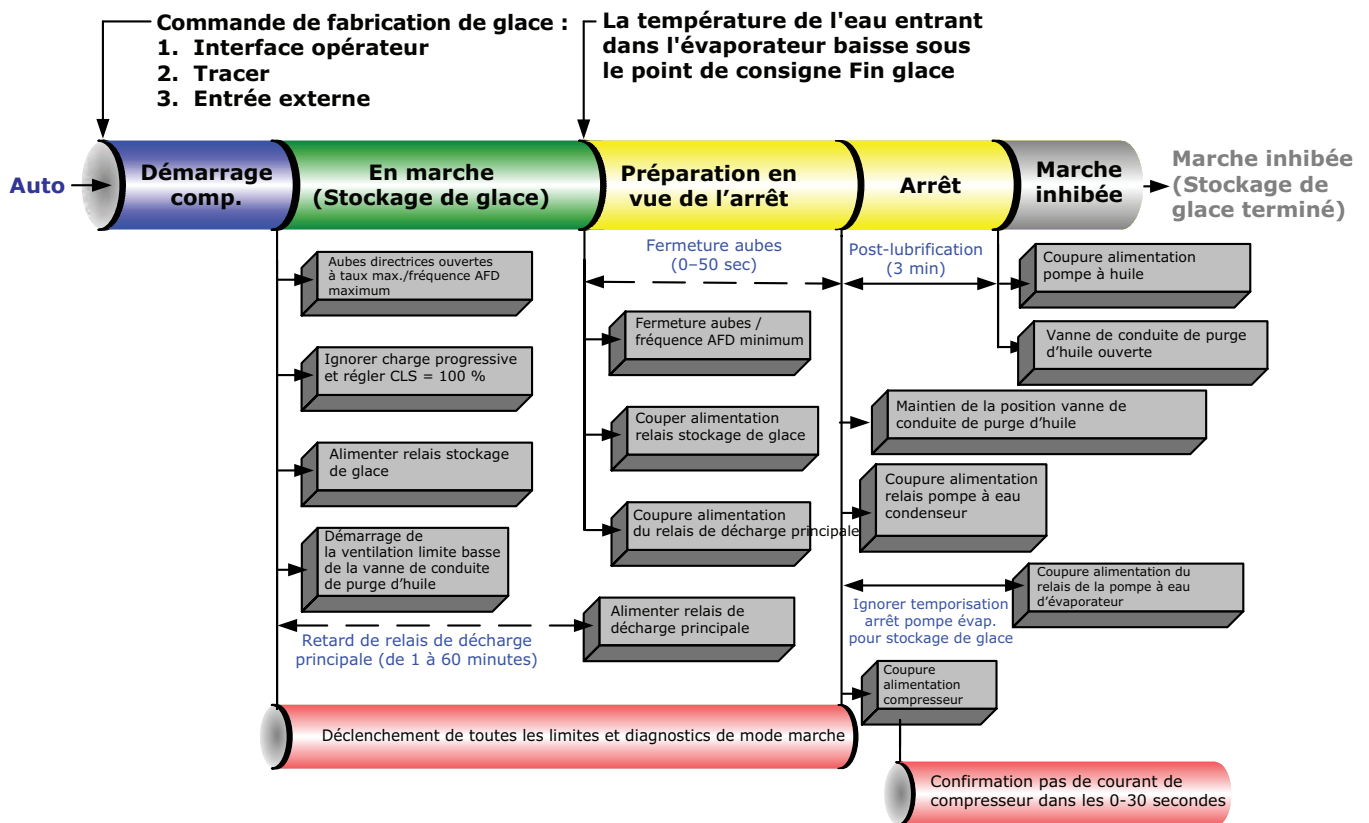 Commande de fabrication de glace :
1. Interface opérateur
2. Tracer
3. Entrée externe
La température de l'eau entrant
dans l'évaporateur baisse sous
le point de consigne Fin glace
Auto
Démarrage
comp.
En marche
(Stockage de glace)
Préparation en
vue de l’arrêt
Arrêt
Marche
inhibée
Marche inhibée
(Stockage de
glace terminé)
Aubes directrices ouvertes
à taux max./fréquence AFD
maximum
Ignorer charge progressive
et régler CLS = 100 %
Alimenter relais stockage
de glace
Démarrage de
la ventilation limite basse
de la vanne de conduite
de purge d’huile
Retard de relais de décharge
principale (de 1 à 60 minutes)
Fermeture aubes
(0–50 sec)
Fermeture aubes /
fréquence AFD minimum
Couper alimentation
relais stockage de glace
Coupure alimentation
du relais de décharge principale
Alimenter relais de
décharge principale
Post-lubrification
(3 min)
Coupure alimentation
pompe à huile
Vanne de conduite de purge
d’huile ouverte
Maintien de la position vanne de
conduite de purge d’huile
Coupure alimentation
relais pompe à eau
condenseur
Ignorer temporisation
arrêt pompe évap.
pour stockage de glace
Coupure alimentation du
relais de la pompe à eau
d’évaporateur
Coupure
alimentation
compresseur
Déclenchement de toutes les limites et diagnostics de mode marche
Confirmation pas de courant de
compresseur dans les 0-30 secondes